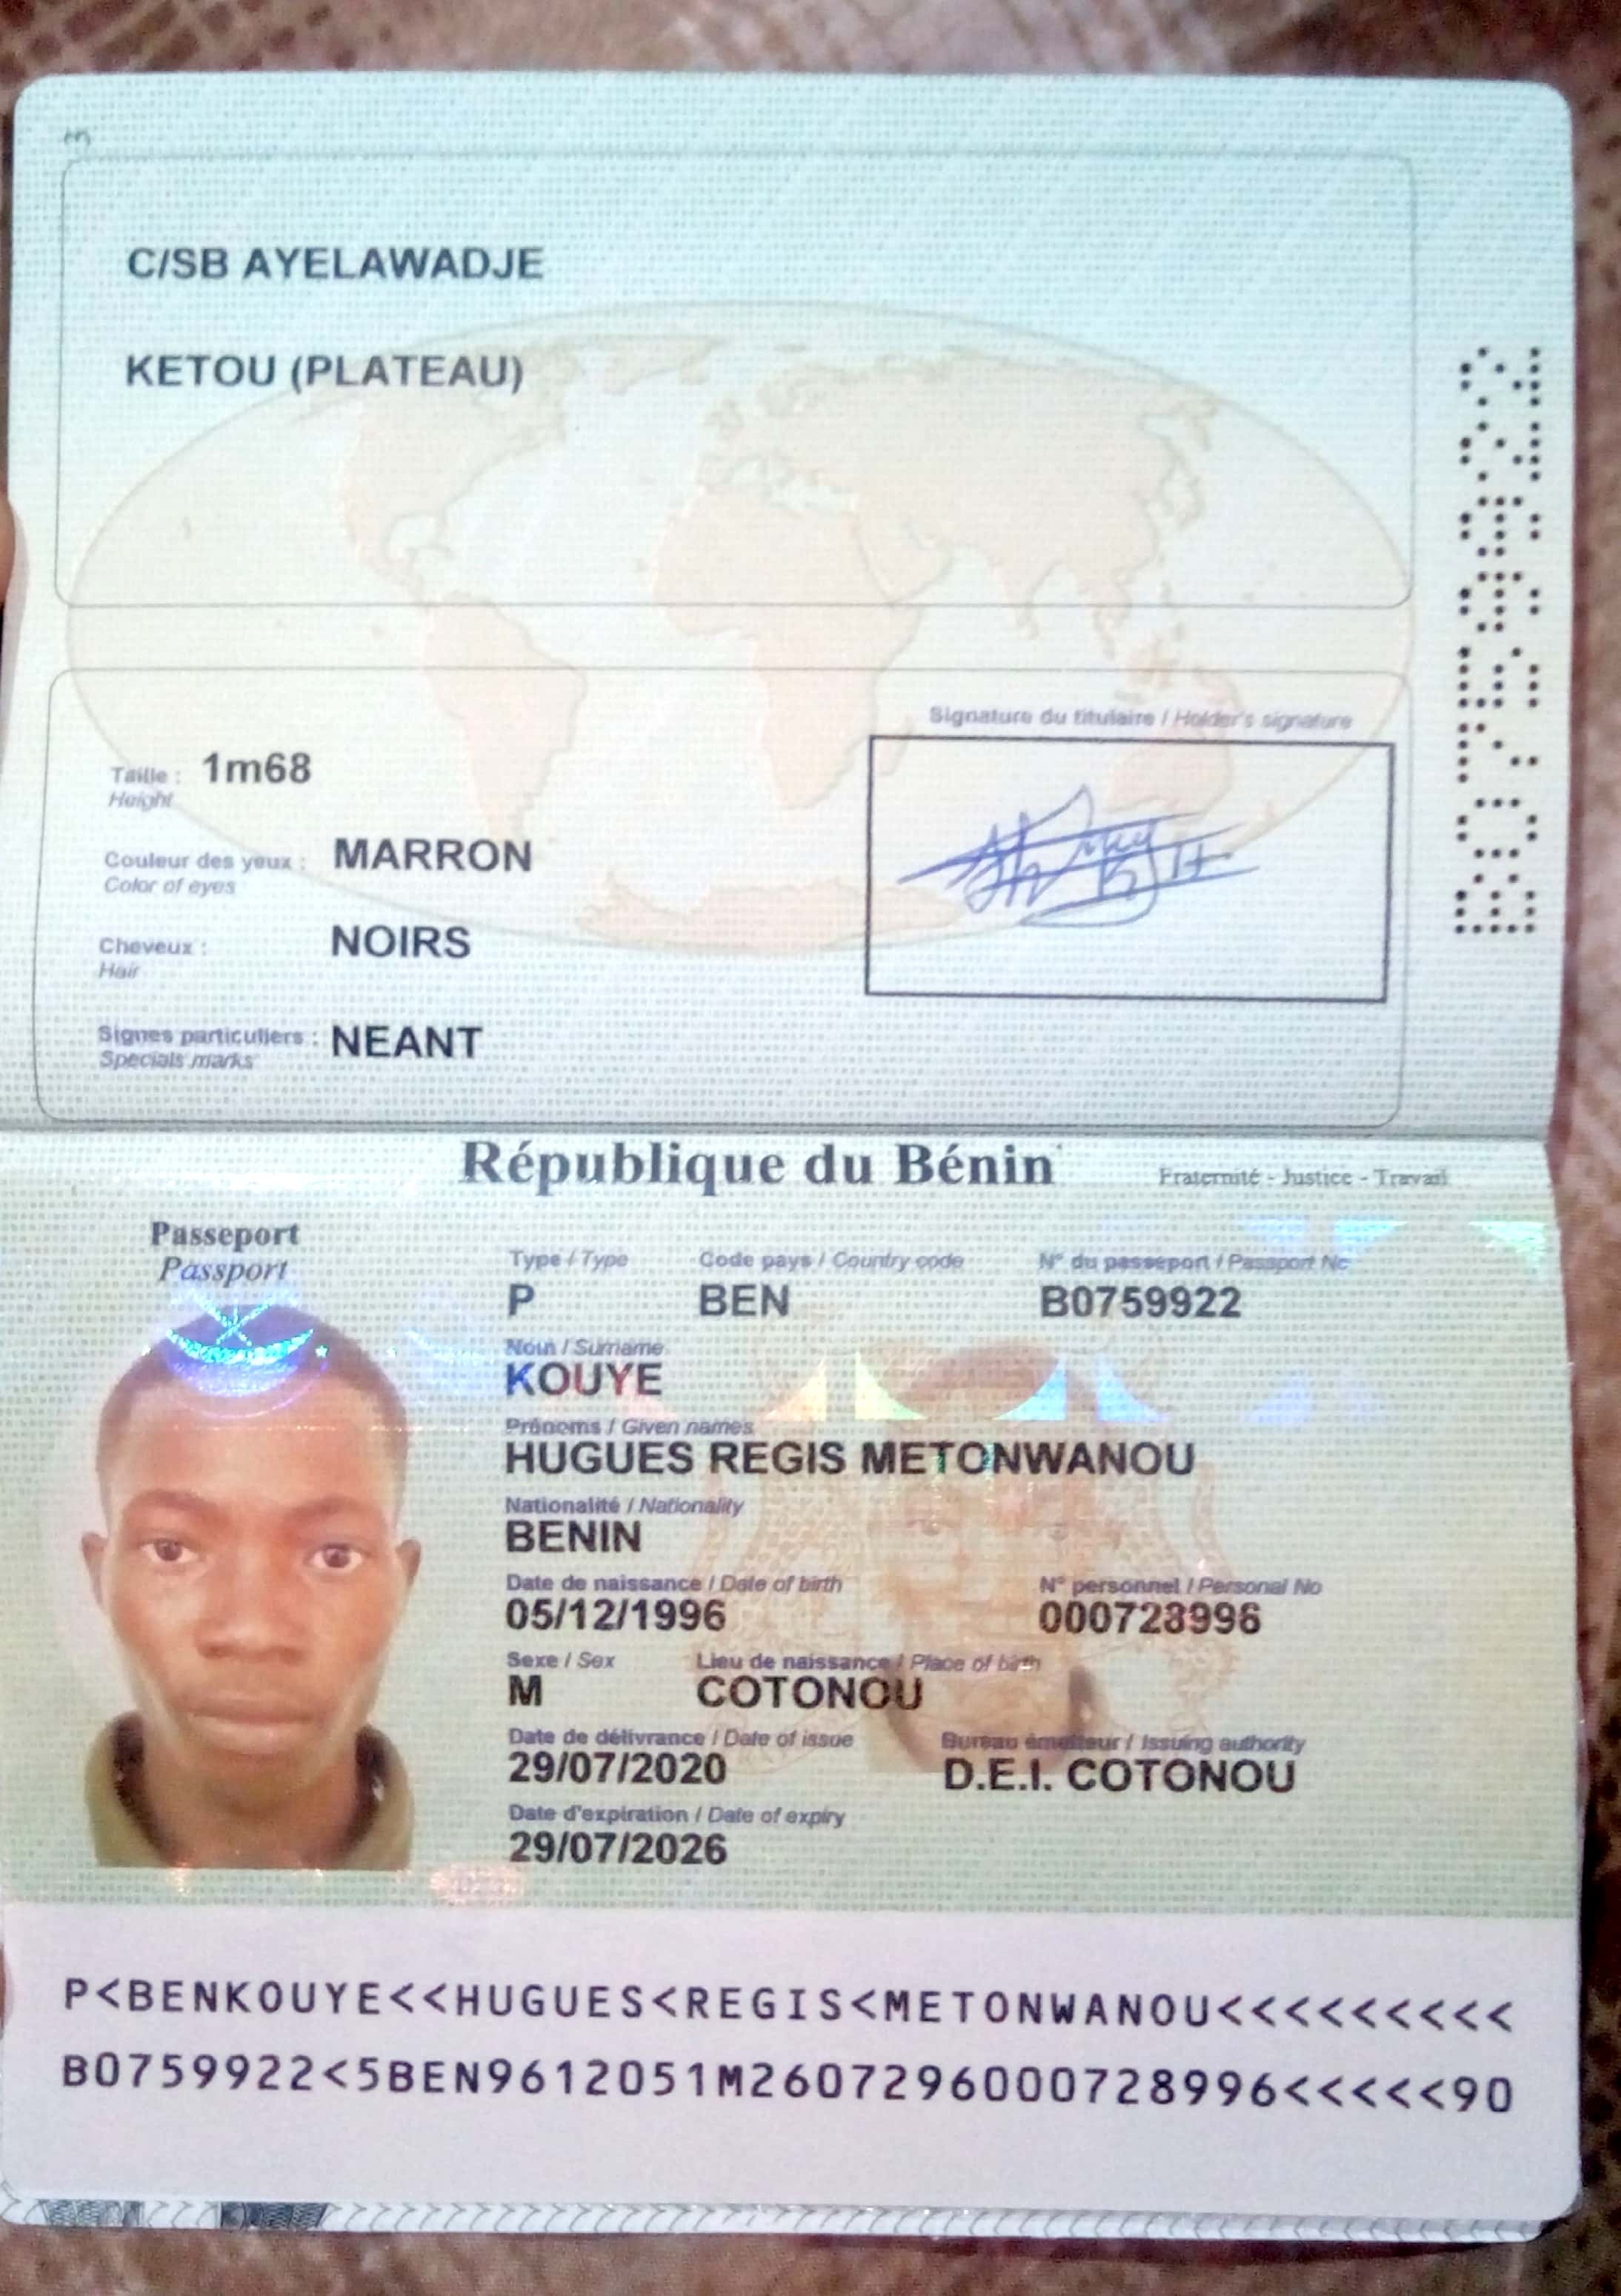 3
C/SB AYELAWADJE
KETOU (PLATEAU)
B0759922
Signature du titulaire / Holder's signature
Taille : 1m68
Height
Couleur des yeux : MARRON
Color of eyes
Cheveux : NOIRS
Hair
Signes particuliers : NEANT
Specials marks
République du Bénin
Fraternité - Justice - Travail
Passeport
Passport
Type / Type Code pays / Country code N° du passeport / Passport No
P BEN B0759922
Nom / Surname
KOUYE
Prénoms / Given names
HUGUES REGIS METONWANOU
Nationalité / Nationality
BENIN
Date de naissance / Date of birth N° personnel / Personal No
05/12/1996 000728996
Sexe / Sex Lieu de naissance / Place of birth
M COTONOU
Date de délivrance / Date of issue Bureau émetteur / Issuing authority
29/07/2020 D.E.I. COTONOU
Date d'expiration / Date of expiry
29/07/2026
P<BENKOUYE<<HUGUES<REGIS<METONWANOU<<<<<<<<<
B0759922<5BEN9612051M2607296000728996<<<<<90